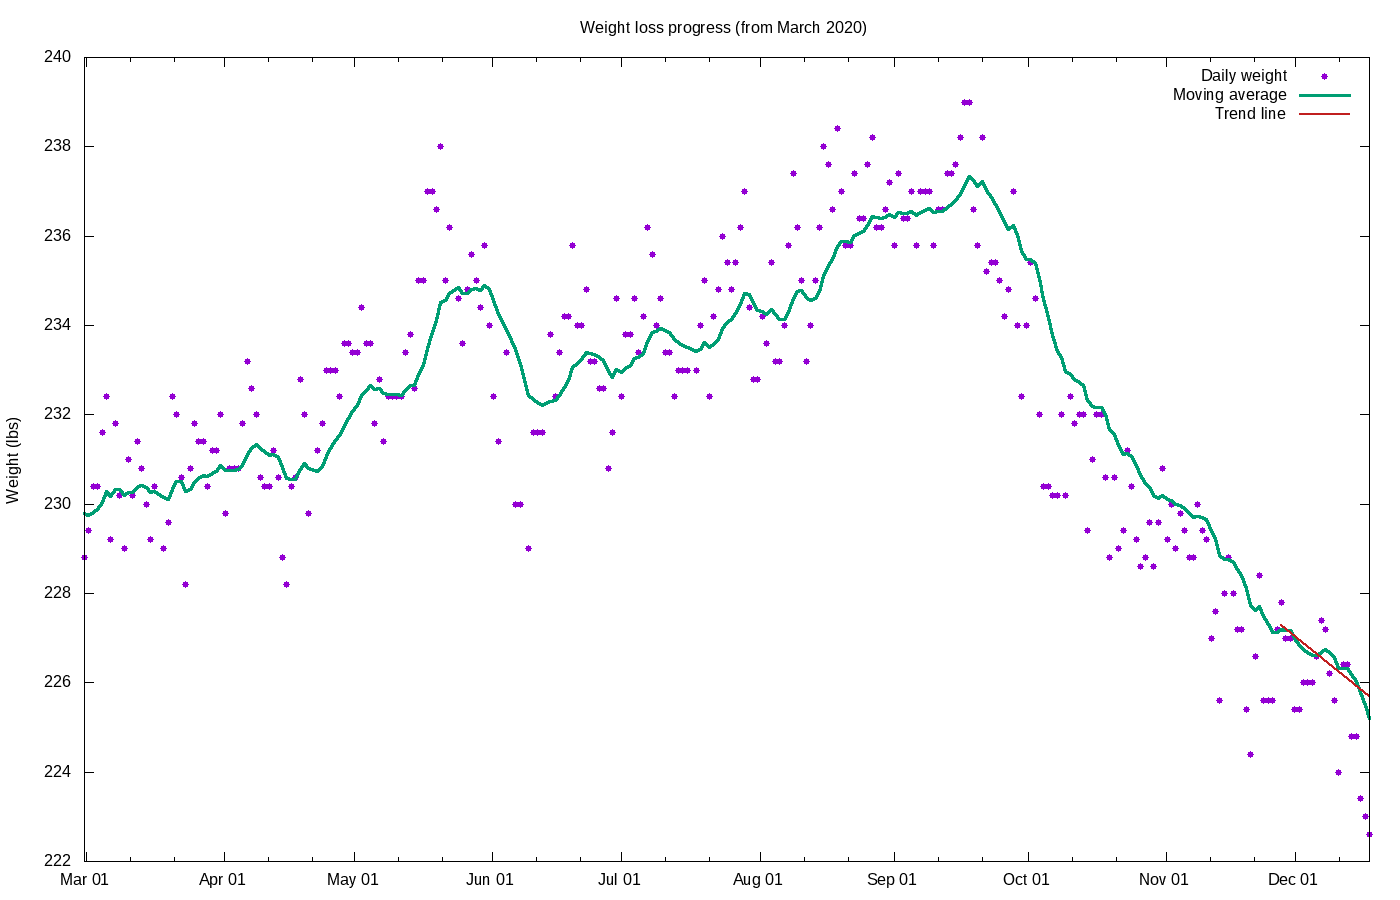 Weight loss progress (from March 2020)
240
238
236
234
232
230
228
226
224
222
Weight (lbs)
Daily weight
Moving average
Trend line
Mar 01
Apr 01
May 01
Jun 01
Jul 01
Aug 01
Sep 01
Oct 01
Nov 01
Dec 01